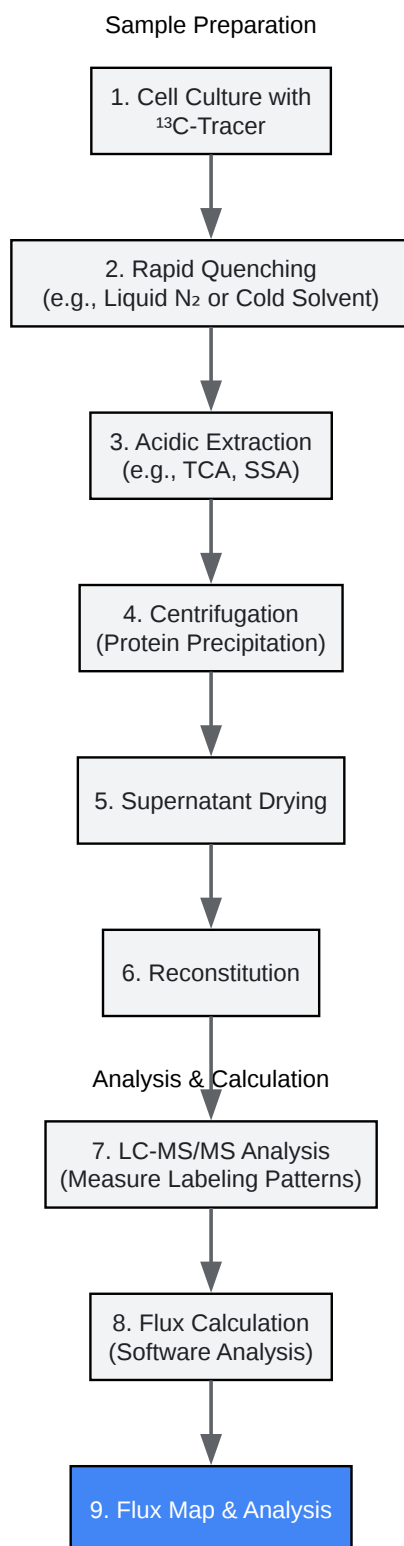 Sample Preparation
1. Cell Culture with
¹³C-Tracer
2. Rapid Quenching
(e.g., Liquid N₂ or Cold Solvent)
3. Acidic Extraction
(e.g., TCA, SSA)
4. Centrifugation
(Protein Precipitation)
5. Supernatant Drying
6. Reconstitution
Analysis & Calculation
7. LC-MS/MS Analysis
(Measure Labeling Patterns)
8. Flux Calculation
(Software Analysis)
9. Flux Map & Analysis